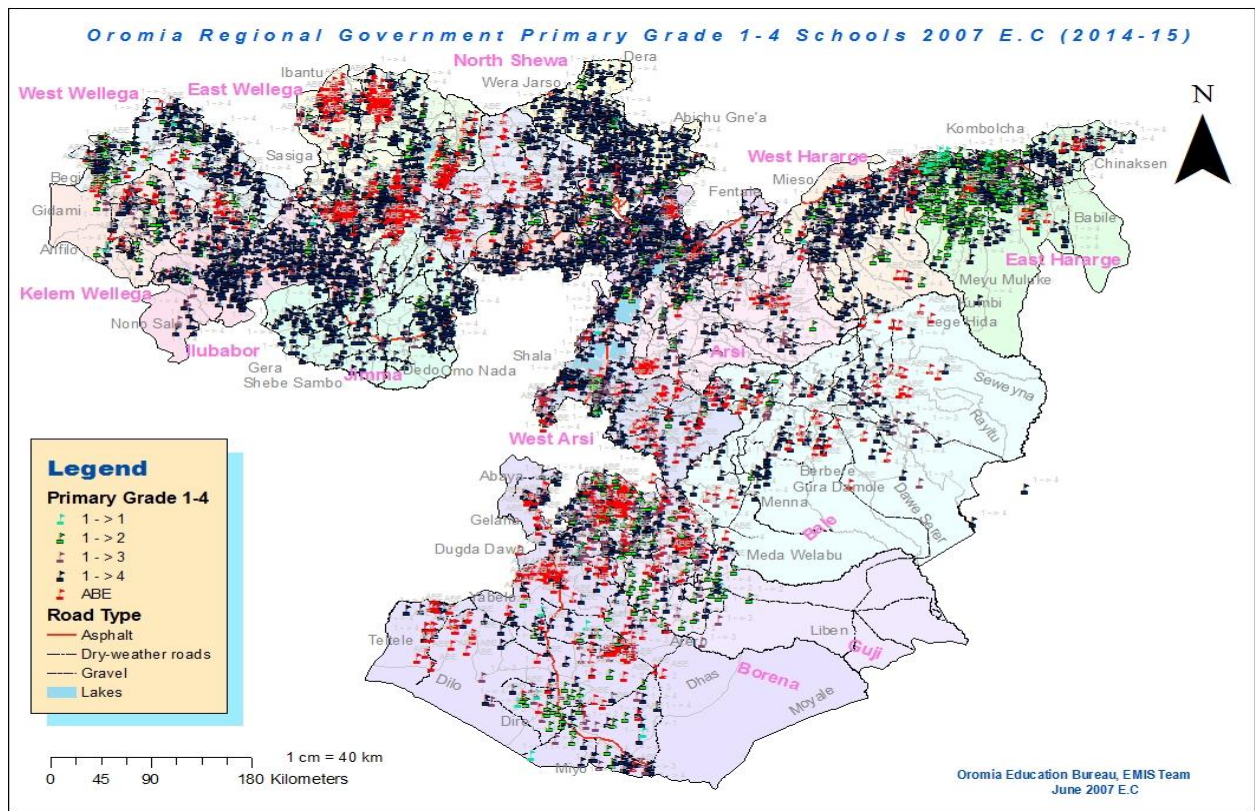 Oromia Regional Government Primary Grade 1-4 Schools 2007 E.C (2014-15)
North Shewa
Dera
Ibantu
Wera Jarso
West Wellega
East Wellega
N
Abichu Gne'a
Kombolcha
Sasiga
West Hararge
Mieso
Chinaksen
Begi
Fentale
Gidami
Babile
Anfilo
East Hararge
Meyu Muluke
Kelem Wellega
Kumbi
Lege Hida
Nono Sale
Ilubabor
Arsi
Gera
Shala
Jimma
Dedo
Omo Nada
Shebe Sambo
Seweyna
Rayitu
West Arsi
Legend
Primary Grade 1-4
1 - > 1
1 - > 2
1 - > 3
1 - > 4
ABE
Road Type
Asphalt
Dry-weather roads
Gravel
Lakes
Abaya
Berbere
Gura Damole
Menna
Dawe Serer
Gelana
Bale
Dugda Dawa
Meda Welabu
Yabelo
Teltele
Liben
Guji
Borena
Dhas
Dilo
Moyale
Dire
Miyo
1 cm = 40 km
0 45 90 180 Kilometers
Oromia Education Bureau, EMIS Team
June 2007 E.C